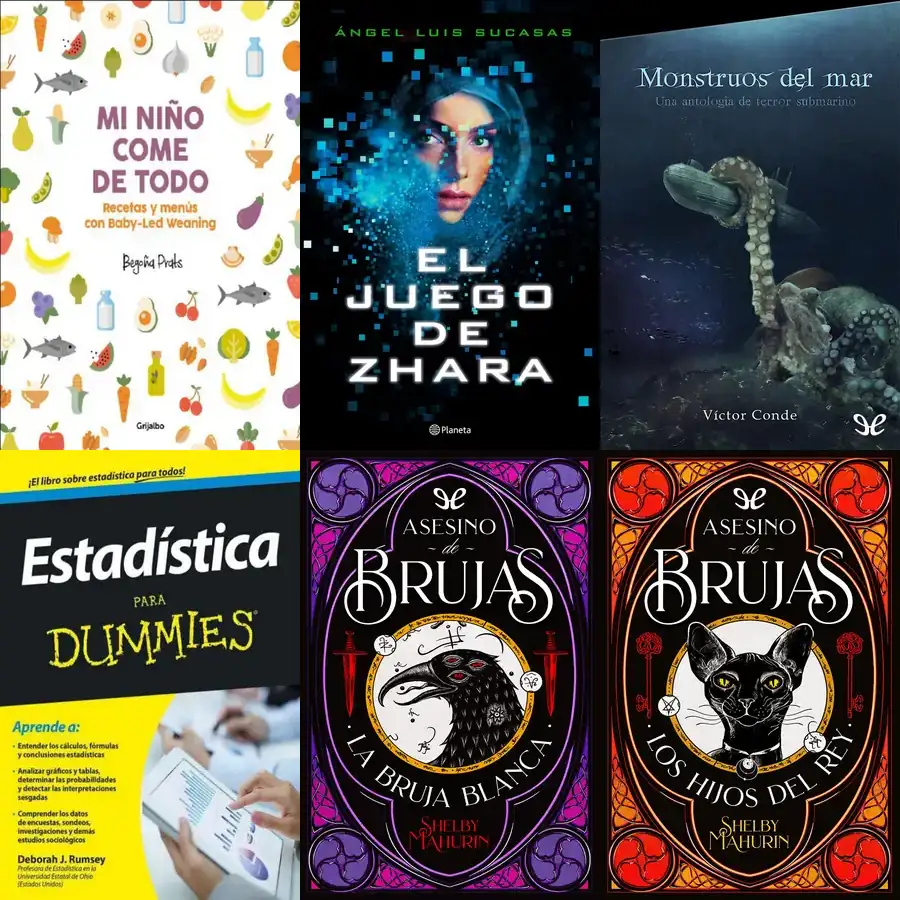 MI NIÑO
COME
DE TODO
Recetas y menús
con Baby-Led Weaning
Begoña Prats
Grijalbo
ÁNGEL LUIS SUCASAS
EL
JUEGO
DE
ZHARA
Planeta
Monstruos del mar
Una antología de terror submarino
Víctor Conde
¡El libro sobre estadística para todos!
Estadística
PARA
DUMMIES®
Aprende a:
• Entender los cálculos, fórmulas
y conclusiones estadísticas
• Analizar gráficos y tablas,
determinar las probabilidades
y detectar las interpretaciones
sesgadas
• Comprender los datos
de encuestas, sondeos,
investigaciones y demás
estudios sociológicos
Deborah J. Rumsey
Profesora de Estadística en la
Universidad Estatal de Ohio
(Estados Unidos)
ASESINO
de
BRUJAS
LA BRUJA BLANCA
SHELBY
MAHURIN
ASESINO
de
BRUJAS
LOS HIJOS DEL REY
SHELBY
MAHURIN